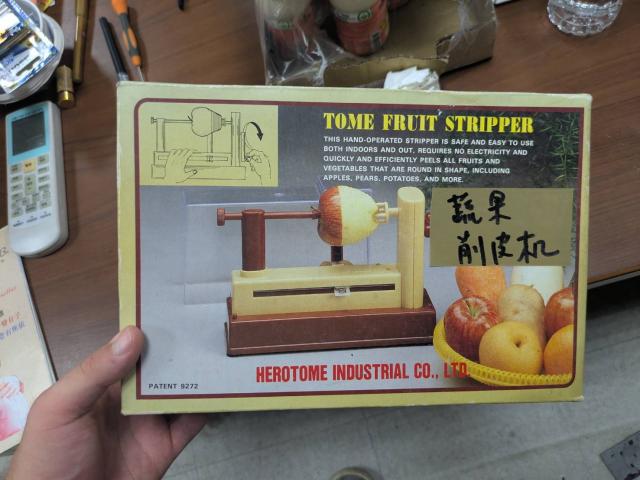 TOME FRUIT STRIPPER
THIS HAND-OPERATED STRIPPER IS SAFE AND EASY TO USE
BOTH INDOORS AND OUT, REQUIRES NO ELECTRICITY AND
QUICKLY AND EFFICIENTLY PEELS ALL FRUITS AND
VEGETABLES THAT ARE ROUND IN SHAPE, INCLUDING
APPLES, PEARS, POTATOES, AND MORE.
蔬果
削皮机
HEROTOME INDUSTRIAL CO., LTD.
PATENT 9272